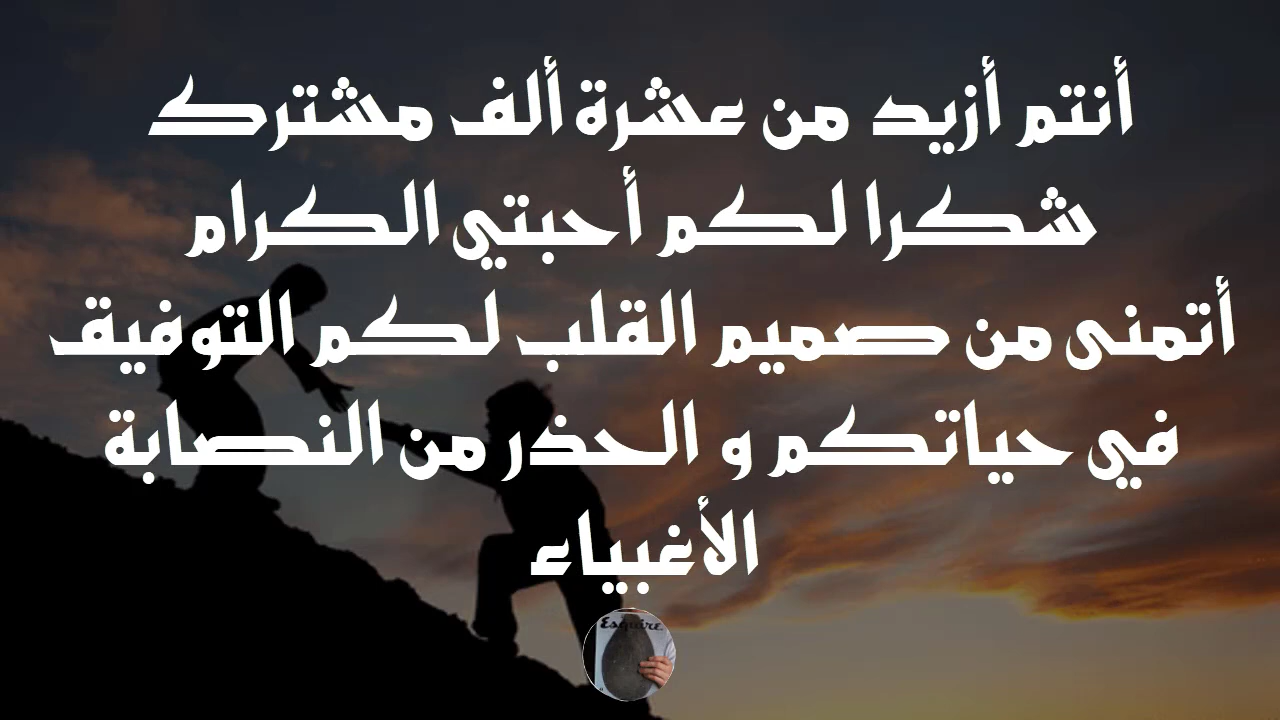 أنتم أزيد من عشرة ألف مشترك
شكرا لكم أحبتي الكرام
أتمنى من صميم القلب لكم التوفيق
في حياتكم و الحذر من النصابة
الأغبياء
Esquire